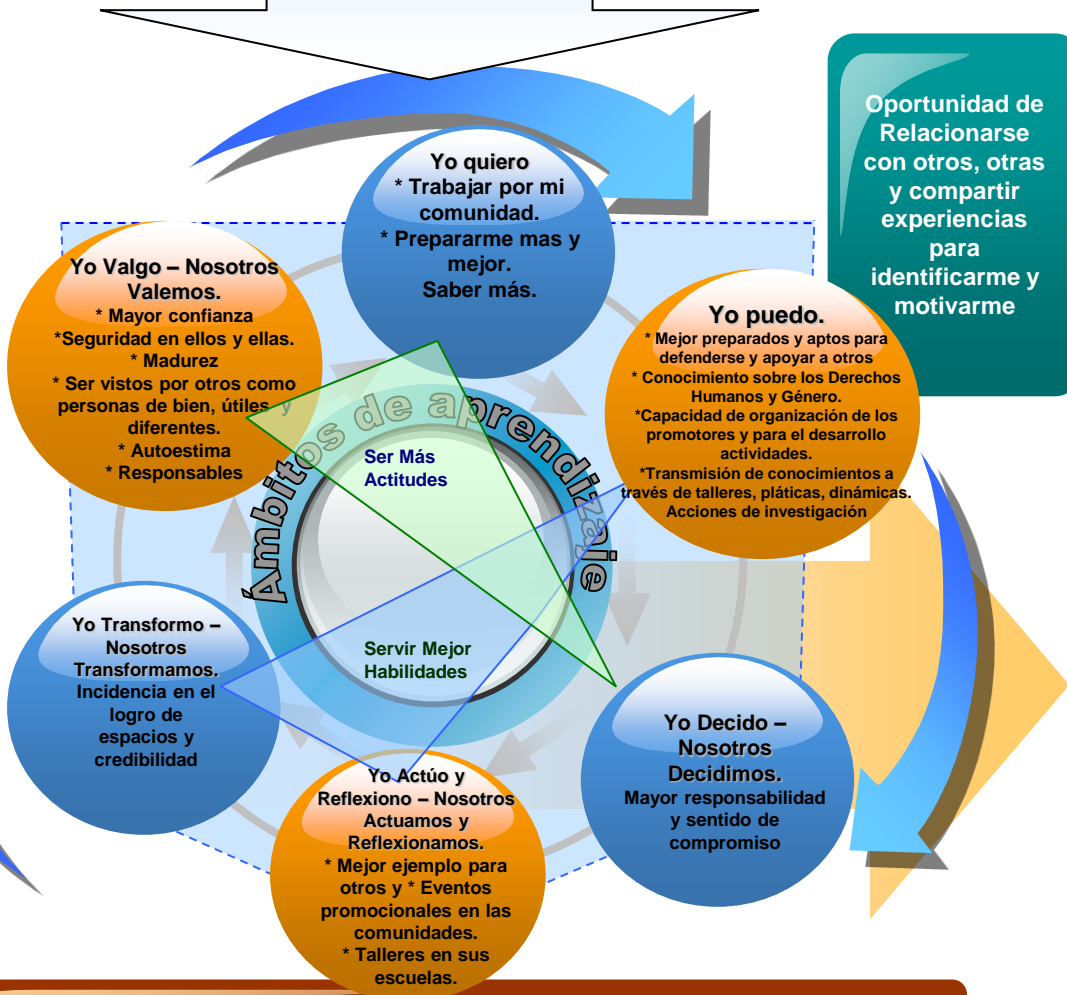 Oportunidad de
Relacionarse
con otros, otras
y compartir
experiencias
para
identificarme y
motivarme
Yo quiero
* Trabajar por mi
comunidad.
* Prepararme mas y
mejor.
Saber más.
Yo Valgo – Nosotros
Valemos.
* Mayor confianza
*Seguridad en ellos y ellas.
* Madurez
* Ser vistos por otros como
personas de bien, útiles, y
diferentes.
* Autoestima
* Responsables
Yo puedo.
* Mejor preparados y aptos para
defenderse y apoyar a otros
* Conocimiento sobre los Derechos
Humanos y Género.
*Capacidad de organización de los
promotores y para el desarrollo
actividades.
*Transmisión de conocimientos a
través de talleres, pláticas, dinámicas.
Acciones de investigación
Ámbitos de aprendizaje
Ser Más
Actitudes
Servir Mejor
Habilidades
Yo Transformo –
Nosotros
Transformamos.
Incidencia en el
logro de
espacios y
credibilidad
Yo Decido –
Nosotros
Decidimos.
Mayor responsabilidad
y sentido de
compromiso
Yo Actúo y
Reflexiono – Nosotros
Actuamos y
Reflexionamos.
* Mejor ejemplo para
otros y * Eventos
promocionales en las
comunidades.
* Talleres en sus
escuelas.